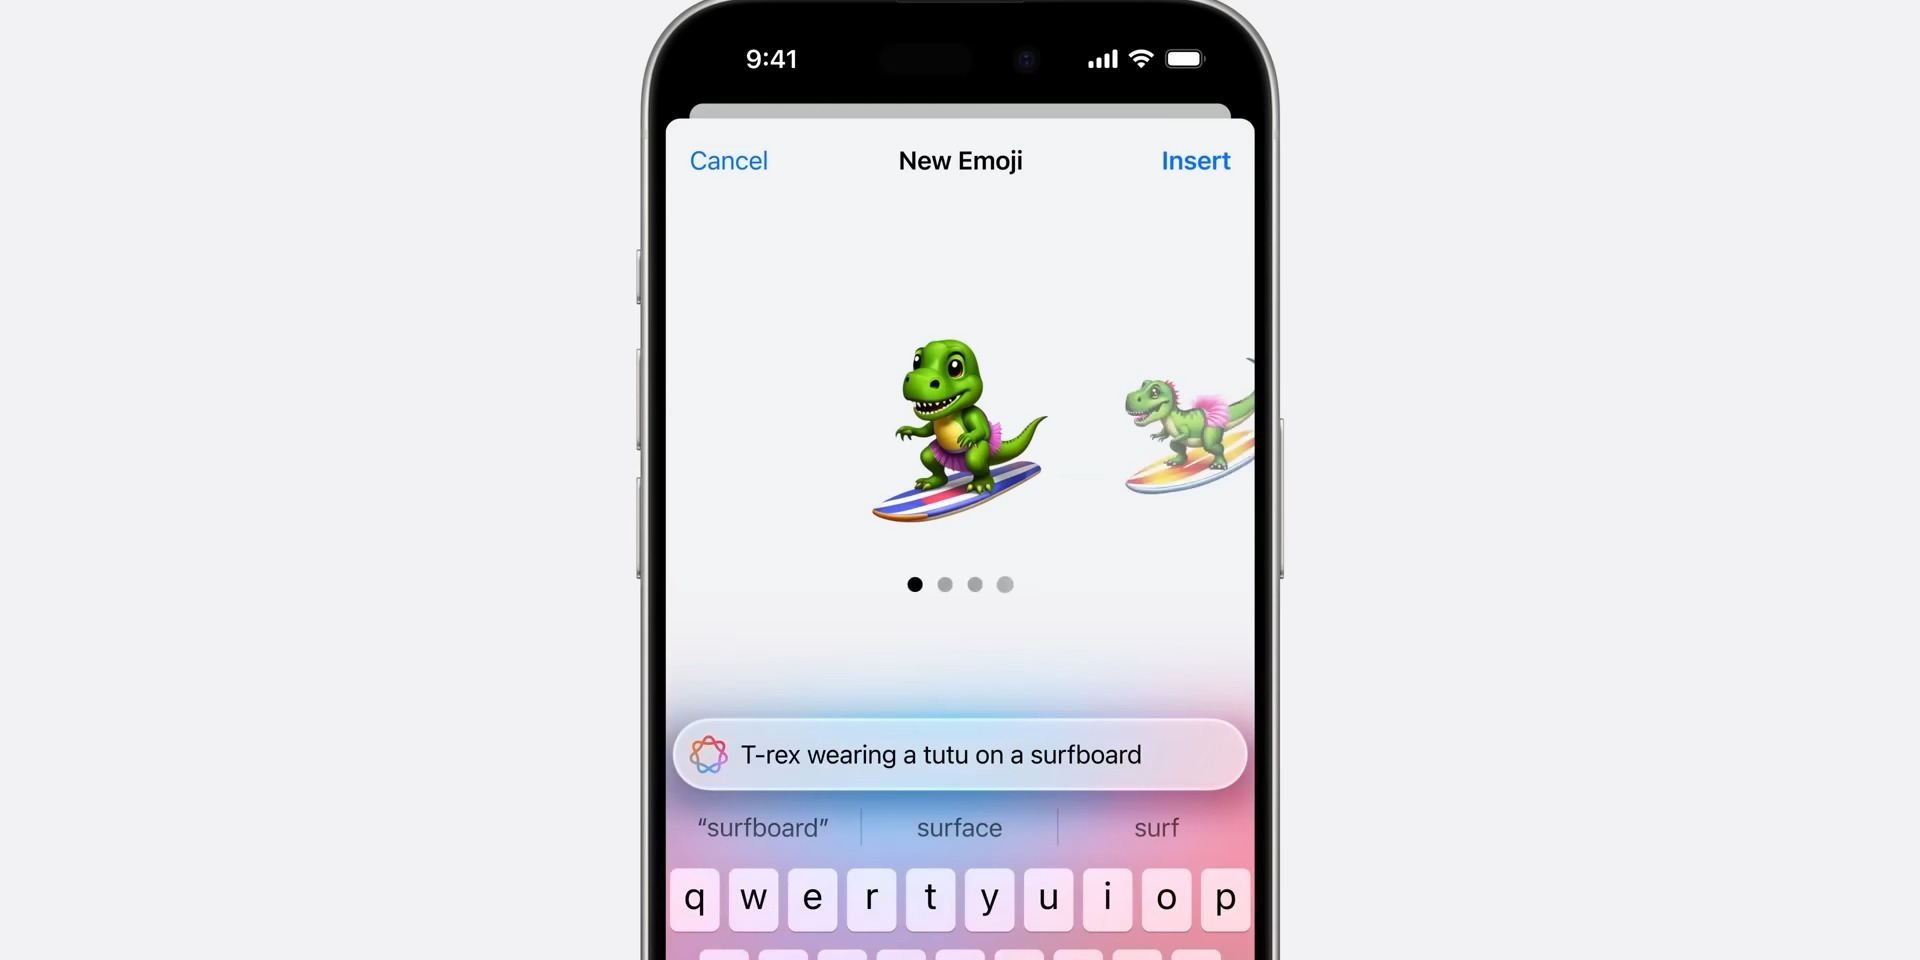 9:41
Cancel New Emoji Insert
T-rex wearing a tutu on a surfboard
“surfboard” surface surf
q w e r t y u i o p